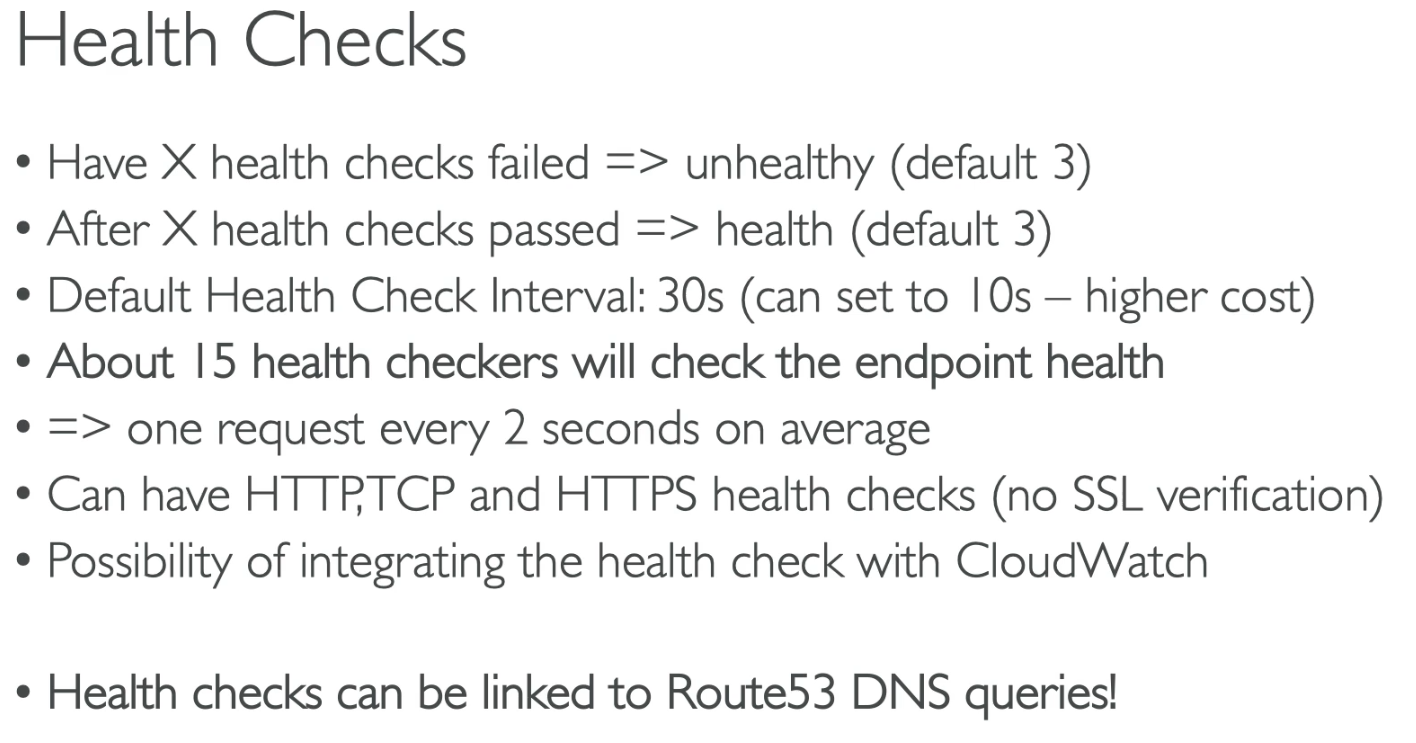 Health Checks
• Have X health checks failed => unhealthy (default 3)
• After X health checks passed => health (default 3)
• Default Health Check Interval: 30s (can set to 10s – higher cost)
• About 15 health checkers will check the endpoint health
• => one request every 2 seconds on average
• Can have HTTP,TCP and HTTPS health checks (no SSL verification)
• Possibility of integrating the health check with CloudWatch
• Health checks can be linked to Route53 DNS queries!